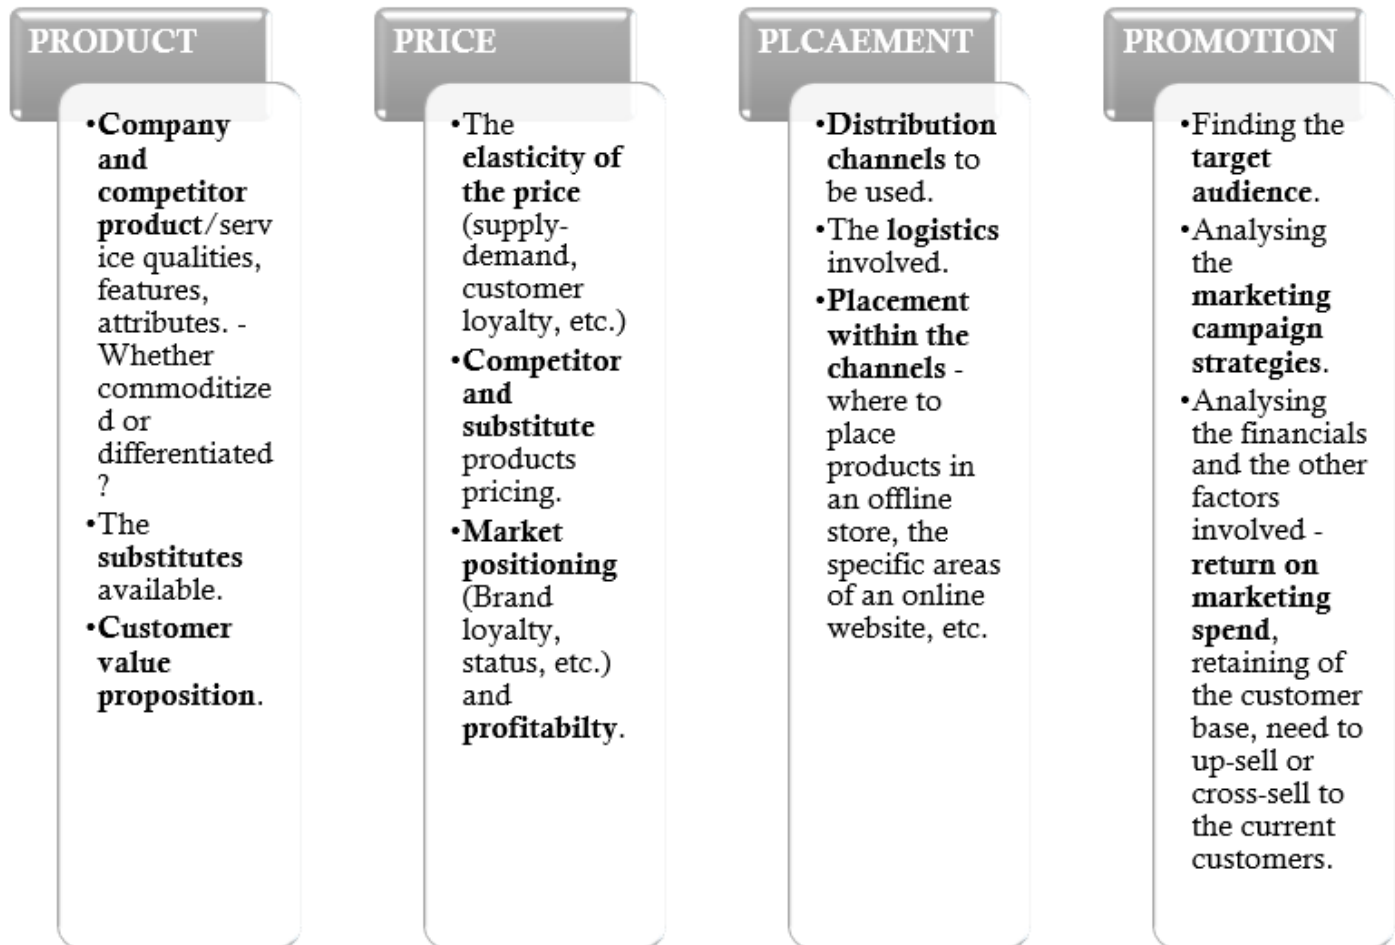 PRODUCT
•Company
and
competitor
product/serv
ice qualities,
features,
attributes. -
Whether
commoditize
d or
differentiated
?
•The
substitutes
available.
•Customer
value
proposition.
PRICE
•The
elasticity of
the price
(supply-
demand,
customer
loyalty, etc.)
•Competitor
and
substitute
products
pricing.
•Market
positioning
(Brand
loyalty,
status, etc.)
and
profitabilty.
PLCAEMENT
•Distribution
channels to
be used.
•The logistics
involved.
•Placement
within the
channels -
where to
place
products in
an offline
store, the
specific areas
of an online
website, etc.
PROMOTION
•Finding the
target
audience.
•Analysing
the
marketing
campaign
strategies.
•Analysing
the financials
and the other
factors
involved -
return on
marketing
spend,
retaining of
the customer
base, need to
up-sell or
cross-sell to
the current
customers.